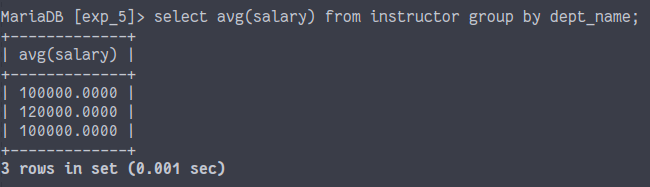 MariaDB [exp_5]> select avg(salary) from instructor group by dept_name;
+-------------+
| avg(salary) |
+-------------+
| 100000.0000 |
| 120000.0000 |
| 100000.0000 |
+-------------+
3 rows in set (0.001 sec)